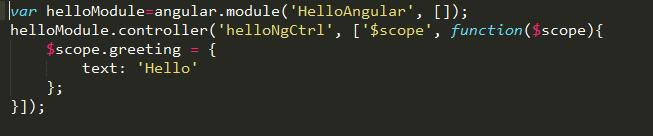 var helloModule=angular.module('HelloAngular', []);
helloModule.controller('helloNgCtrl', ['$scope', function($scope){
    $scope.greeting = {
        text: 'Hello'
    };
}]);